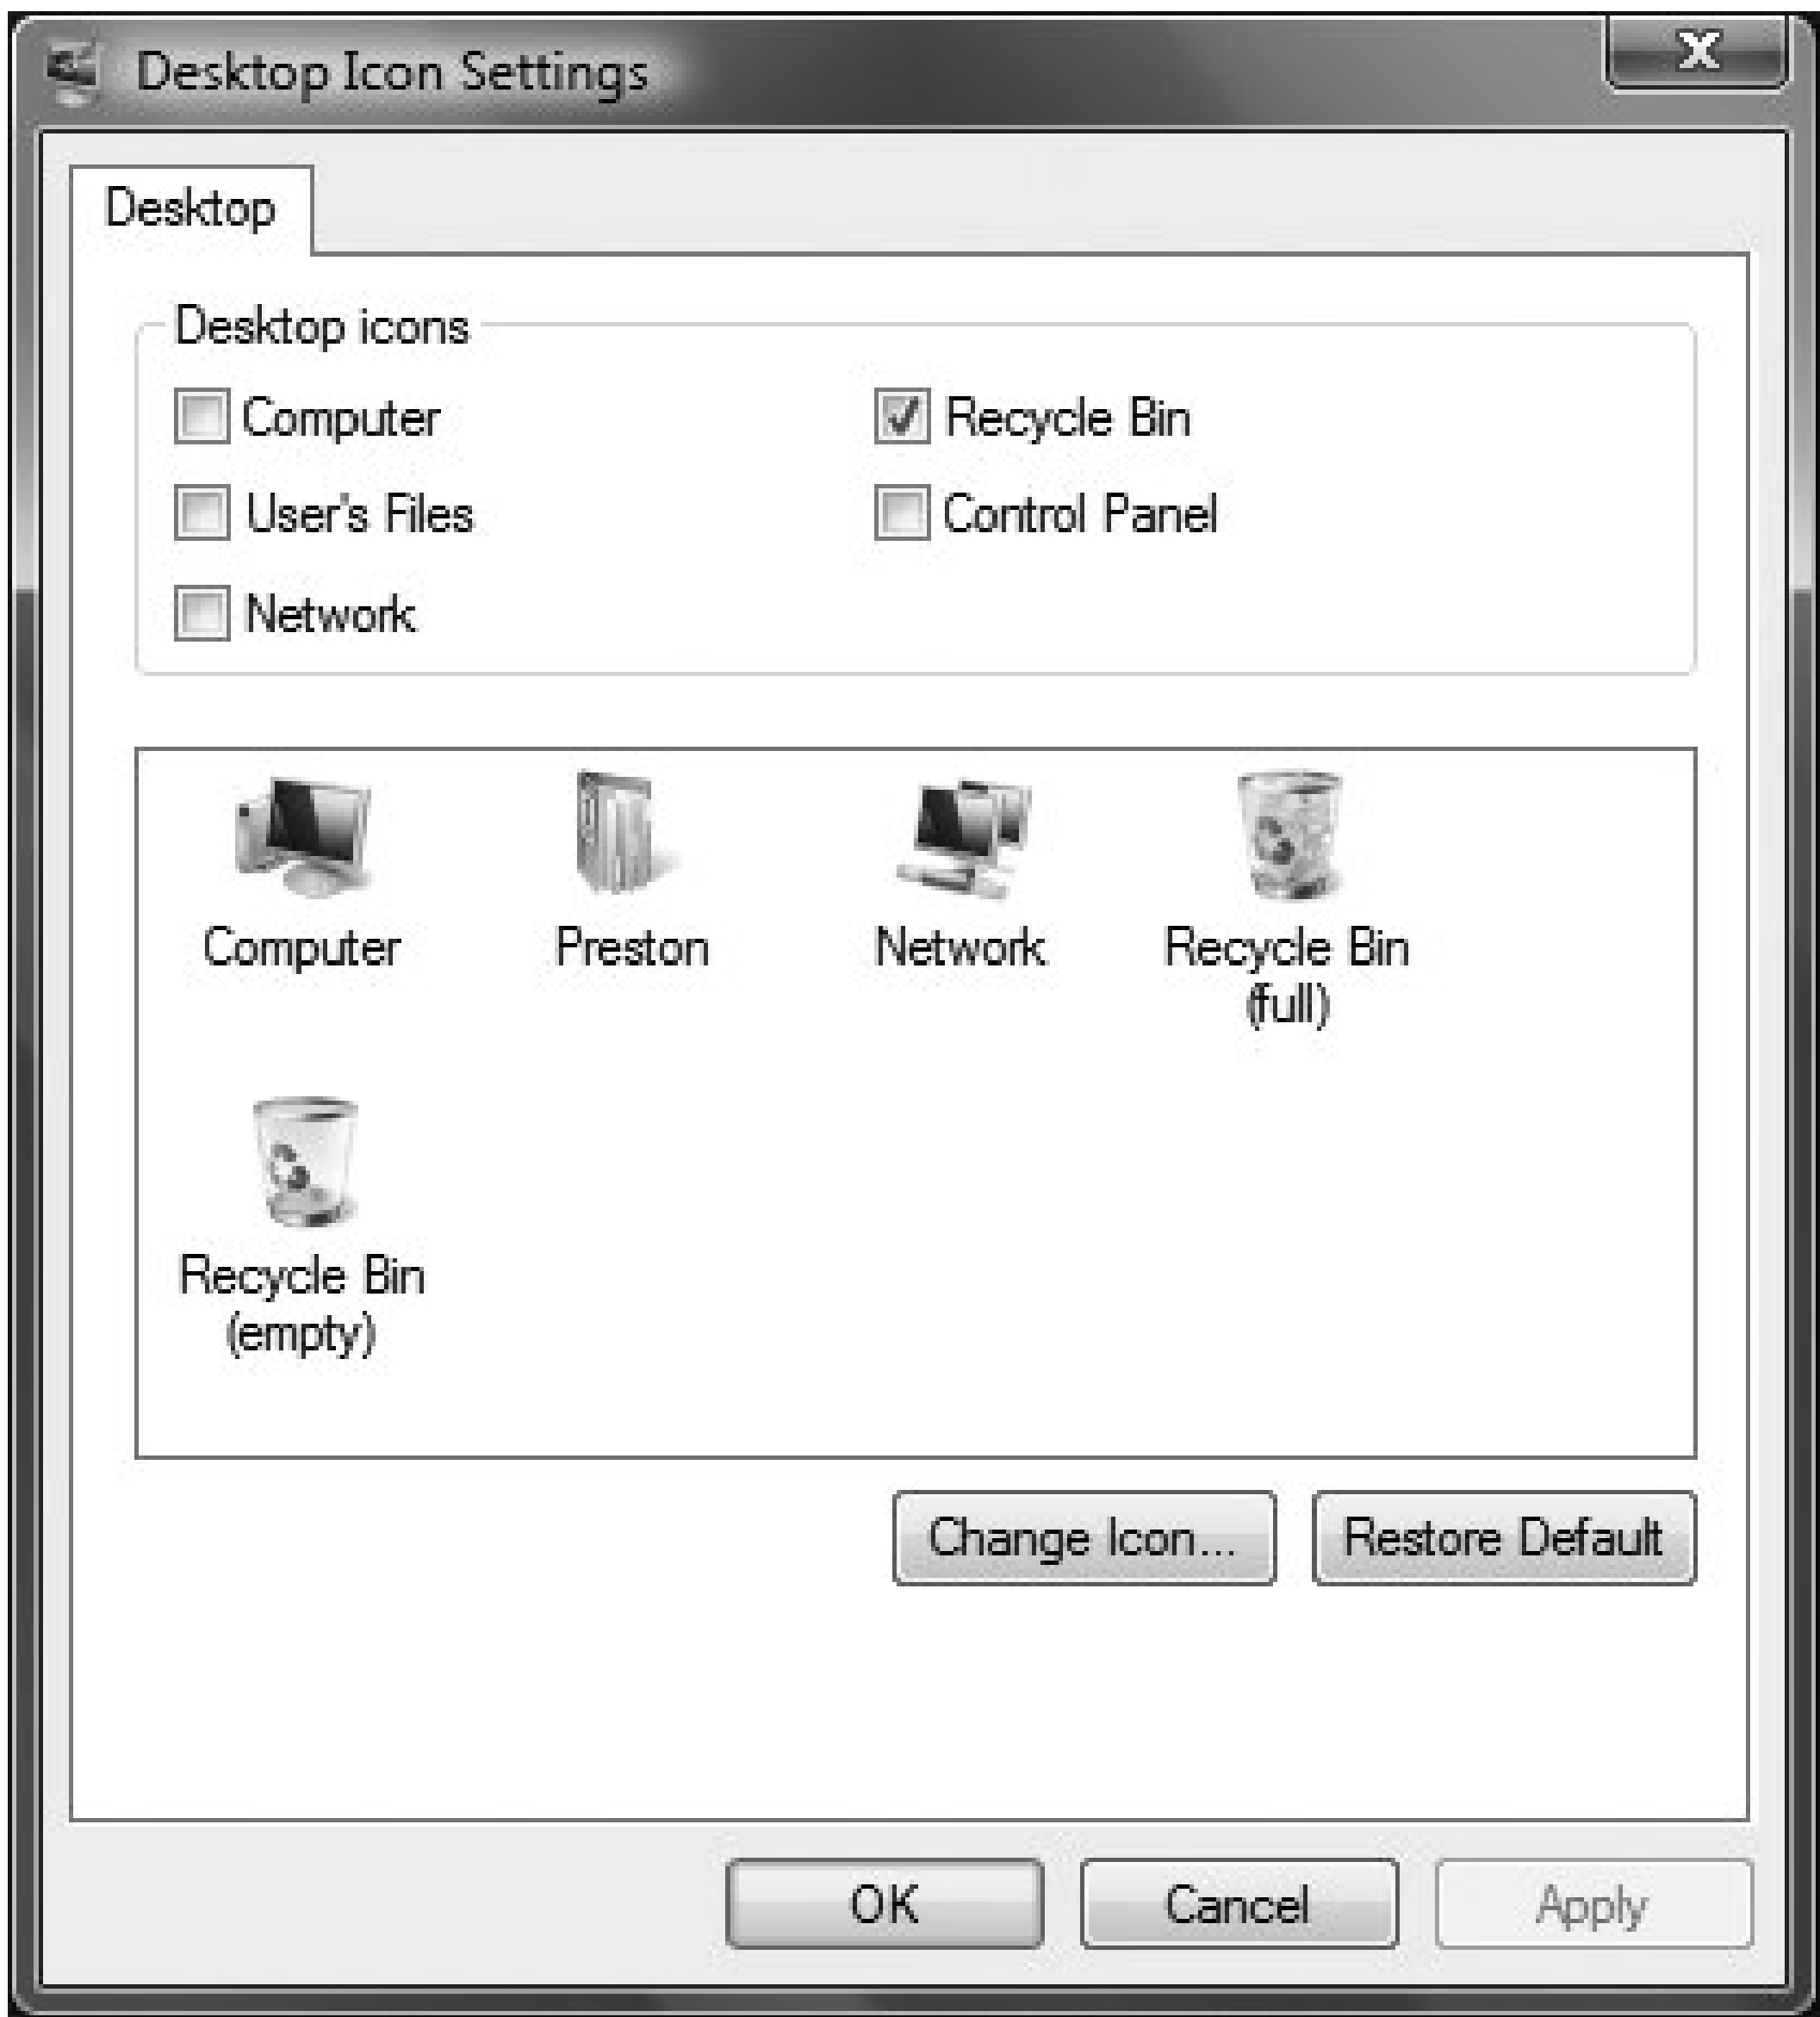 Desktop Icon Settings
Desktop
Desktop icons
Computer
Recycle Bin
User's Files
Control Panel
Network
Computer
Preston
Network
Recycle Bin
(full)
Recycle Bin
(empty)
Change Icon...
Restore Default
OK
Cancel
Apply